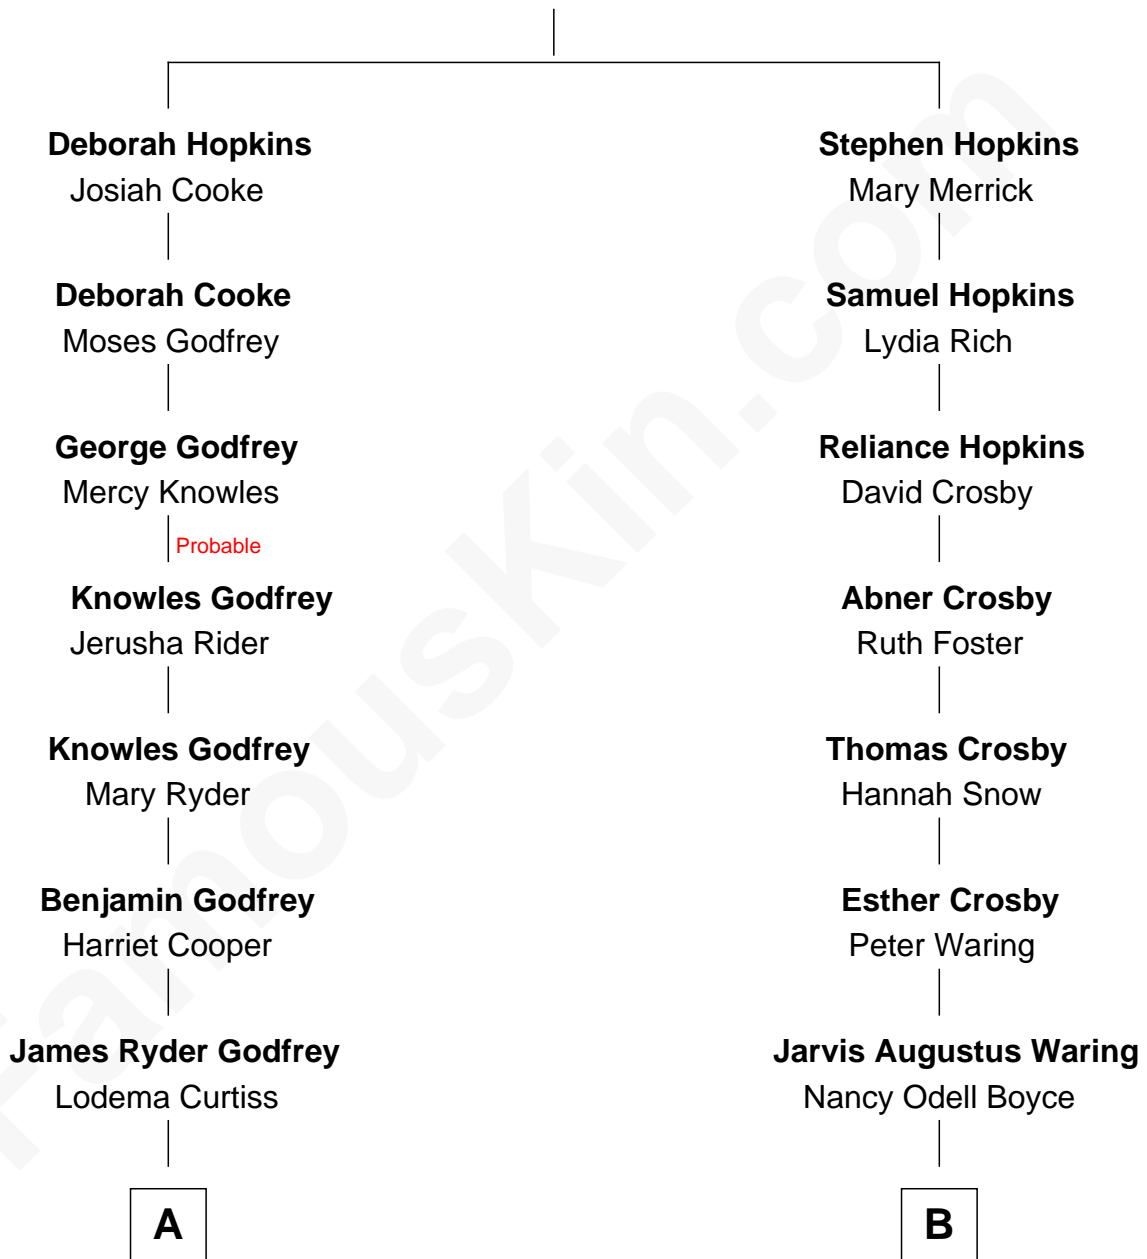 Deborah Hopkins
Josiah Cooke
Stephen Hopkins
Mary Merrick
Deborah Cooke
Moses Godfrey
Samuel Hopkins
Lydia Rich
George Godfrey
Mercy Knowles
Reliance Hopkins
David Crosby
Probable
Knowles Godfrey
Jerusha Rider
Abner Crosby
Ruth Foster
Knowles Godfrey
Mary Ryder
Thomas Crosby
Hannah Snow
Benjamin Godfrey
Harriet Cooper
Esther Crosby
Peter Waring
James Ryder Godfrey
Lodema Curtiss
Jarvis Augustus Waring
Nancy Odell Boyce
A
B
FamousKin.com